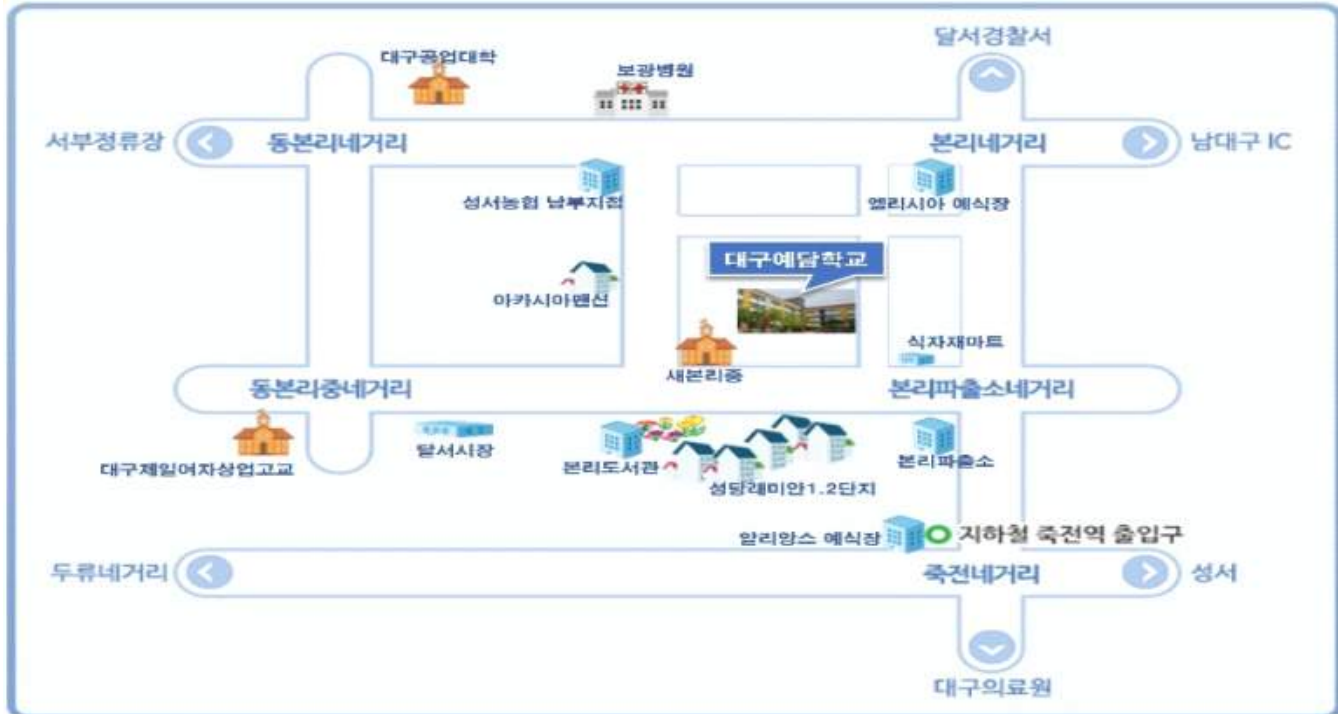 달서경찰서
대구공업대학
보광병원
서부정류장
동본리네거리
본리네거리
남대구 IC
성서농협 남부지점
엘리시아 예식장
대구예담학교
아카시아맨션
식자재마트
새본리중
동본리중네거리
본리파출소네거리
대구제일여자상업고교
달서시장
본리도서관
본리파출소
성당래미안1.2단지
알리앙스 예식장
지하철 죽전역 출입구
두류네거리
죽전네거리
성서
대구의료원